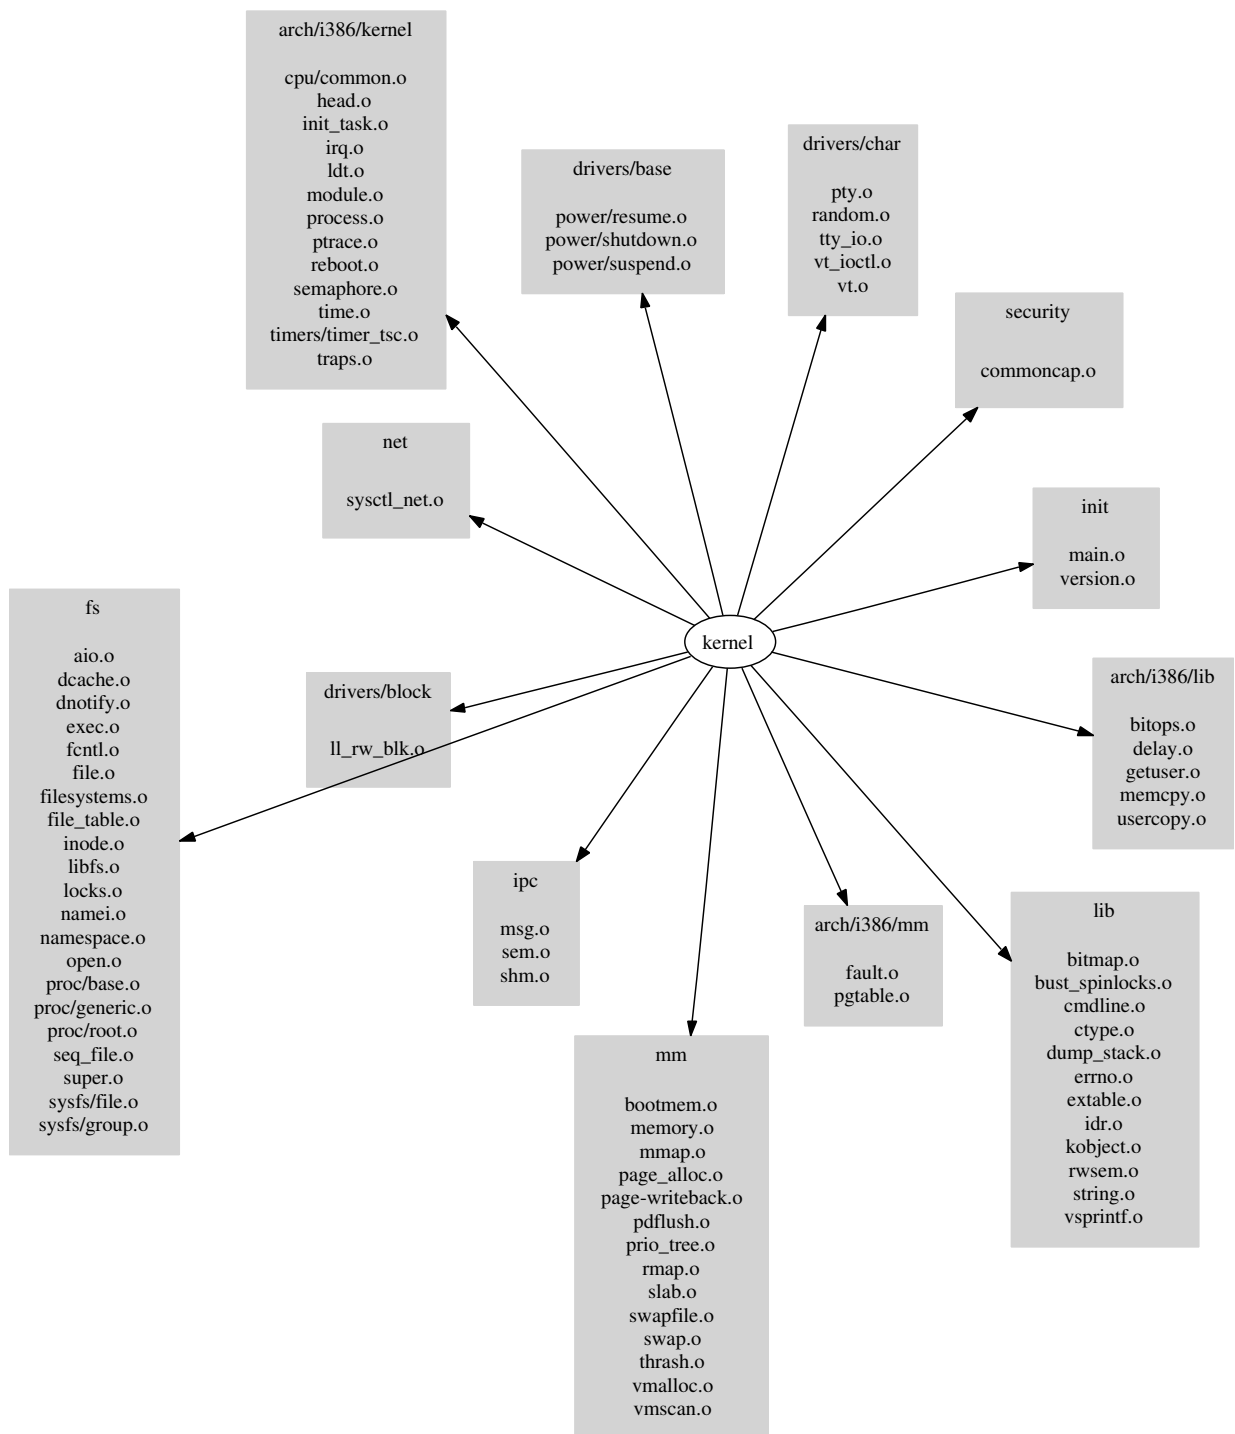 arch/i386/kernel
cpu/common.o
head.o
init_task.o
irq.o
ldt.o
module.o
process.o
ptrace.o
reboot.o
semaphore.o
time.o
timers/timer_tsc.o
traps.o
drivers/base
power/resume.o
power/shutdown.o
power/suspend.o
drivers/char
pty.o
random.o
tty_io.o
vt_ioctl.o
vt.o
security
commoncap.o
net
sysctl_net.o
init
main.o
version.o
kernel
fs
aio.o
dcache.o
dnotify.o
exec.o
fcntl.o
file.o
filesystems.o
file_table.o
inode.o
libfs.o
locks.o
namei.o
namespace.o
open.o
proc/base.o
proc/generic.o
proc/root.o
seq_file.o
super.o
sysfs/file.o
sysfs/group.o
drivers/block
ll_rw_blk.o
arch/i386/lib
bitops.o
delay.o
getuser.o
memcpy.o
usercopy.o
ipc
msg.o
sem.o
shm.o
arch/i386/mm
fault.o
pgtable.o
lib
bitmap.o
bust_spinlocks.o
cmdline.o
ctype.o
dump_stack.o
errno.o
extable.o
idr.o
kobject.o
rwsem.o
string.o
vsprintf.o
mm
bootmem.o
memory.o
mmap.o
page_alloc.o
page-writeback.o
pdflush.o
prio_tree.o
rmap.o
slab.o
swapfile.o
swap.o
thrash.o
vmalloc.o
vmscan.o